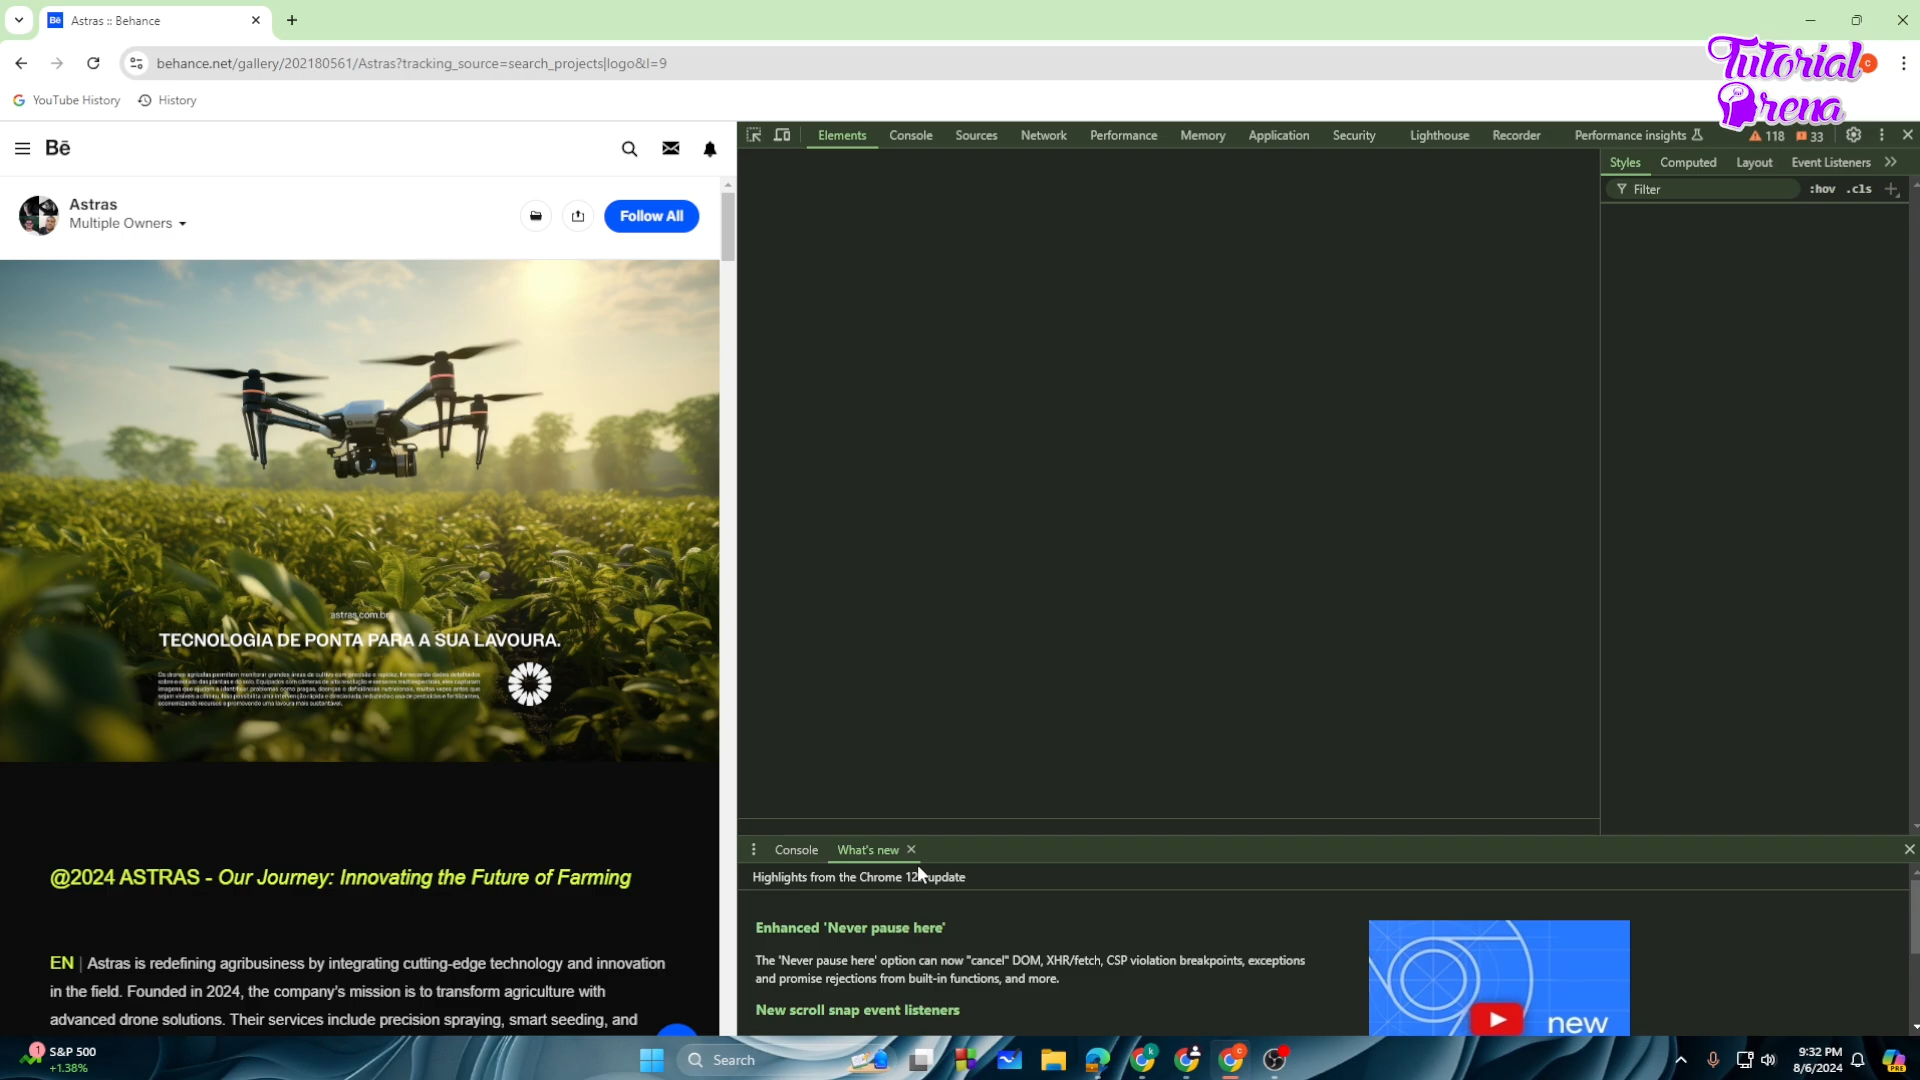 Astras :: Behance
behance.net/gallery/202180561/Astras?tracking_source=search_projects|logo&l=9
YouTube History
History
Tutorial
Arena
Bē
Astras
Multiple Owners
Follow All
astras.com.br
TECNOLOGIA DE PONTA PARA A SUA LAVOURA.
@2024 ASTRAS - Our Journey: Innovating the Future of Farming
EN | Astras is redefining agribusiness by integrating cutting-edge technology and innovation
in the field. Founded in 2024, the company's mission is to transform agriculture with
advanced drone solutions. Their services include precision spraying, smart seeding, and
Elements
Console
Sources
Network
Performance
Memory
Application
Security
Lighthouse
Recorder
Performance insights
118
33
Styles
Computed
Layout
Event Listeners
Filter
:hov
.cls
Console
What's new
Highlights from the Chrome update
Enhanced 'Never pause here'
The 'Never pause here' option can now "cancel" DOM, XHR/fetch, CSP violation breakpoints, exceptions
and promise rejections from built-in functions, and more.
New scroll snap event listeners
new
1
S&P 500
+1.38%
Search
9:32 PM
8/6/2024
PRE